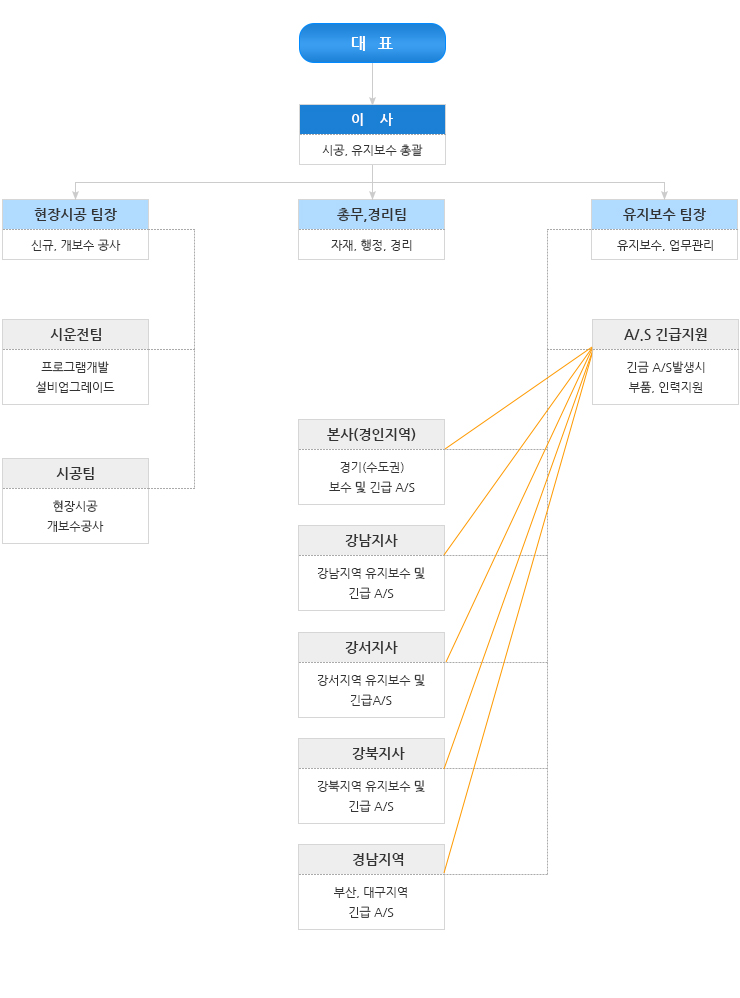 대 표
이 사
시공, 유지보수 총괄
현장시공 팀장
신규, 개보수 공사
총무,경리팀
자재, 행정, 경리
유지보수 팀장
유지보수, 업무관리
시운전팀
프로그램개발
설비업그레이드
A/.S 긴급지원
긴금 A/S발생시
부품, 인력지원
시공팀
현장시공
개보수공사
본사(경인지역)
경기(수도권)
보수 및 긴급 A/S
강남지사
강남지역 유지보수 및
긴급 A/S
강서지사
강서지역 유지보수 및
긴급A/S
강북지사
강북지역 유지보수 및
긴급 A/S
경남지역
부산, 대구지역
긴급 A/S